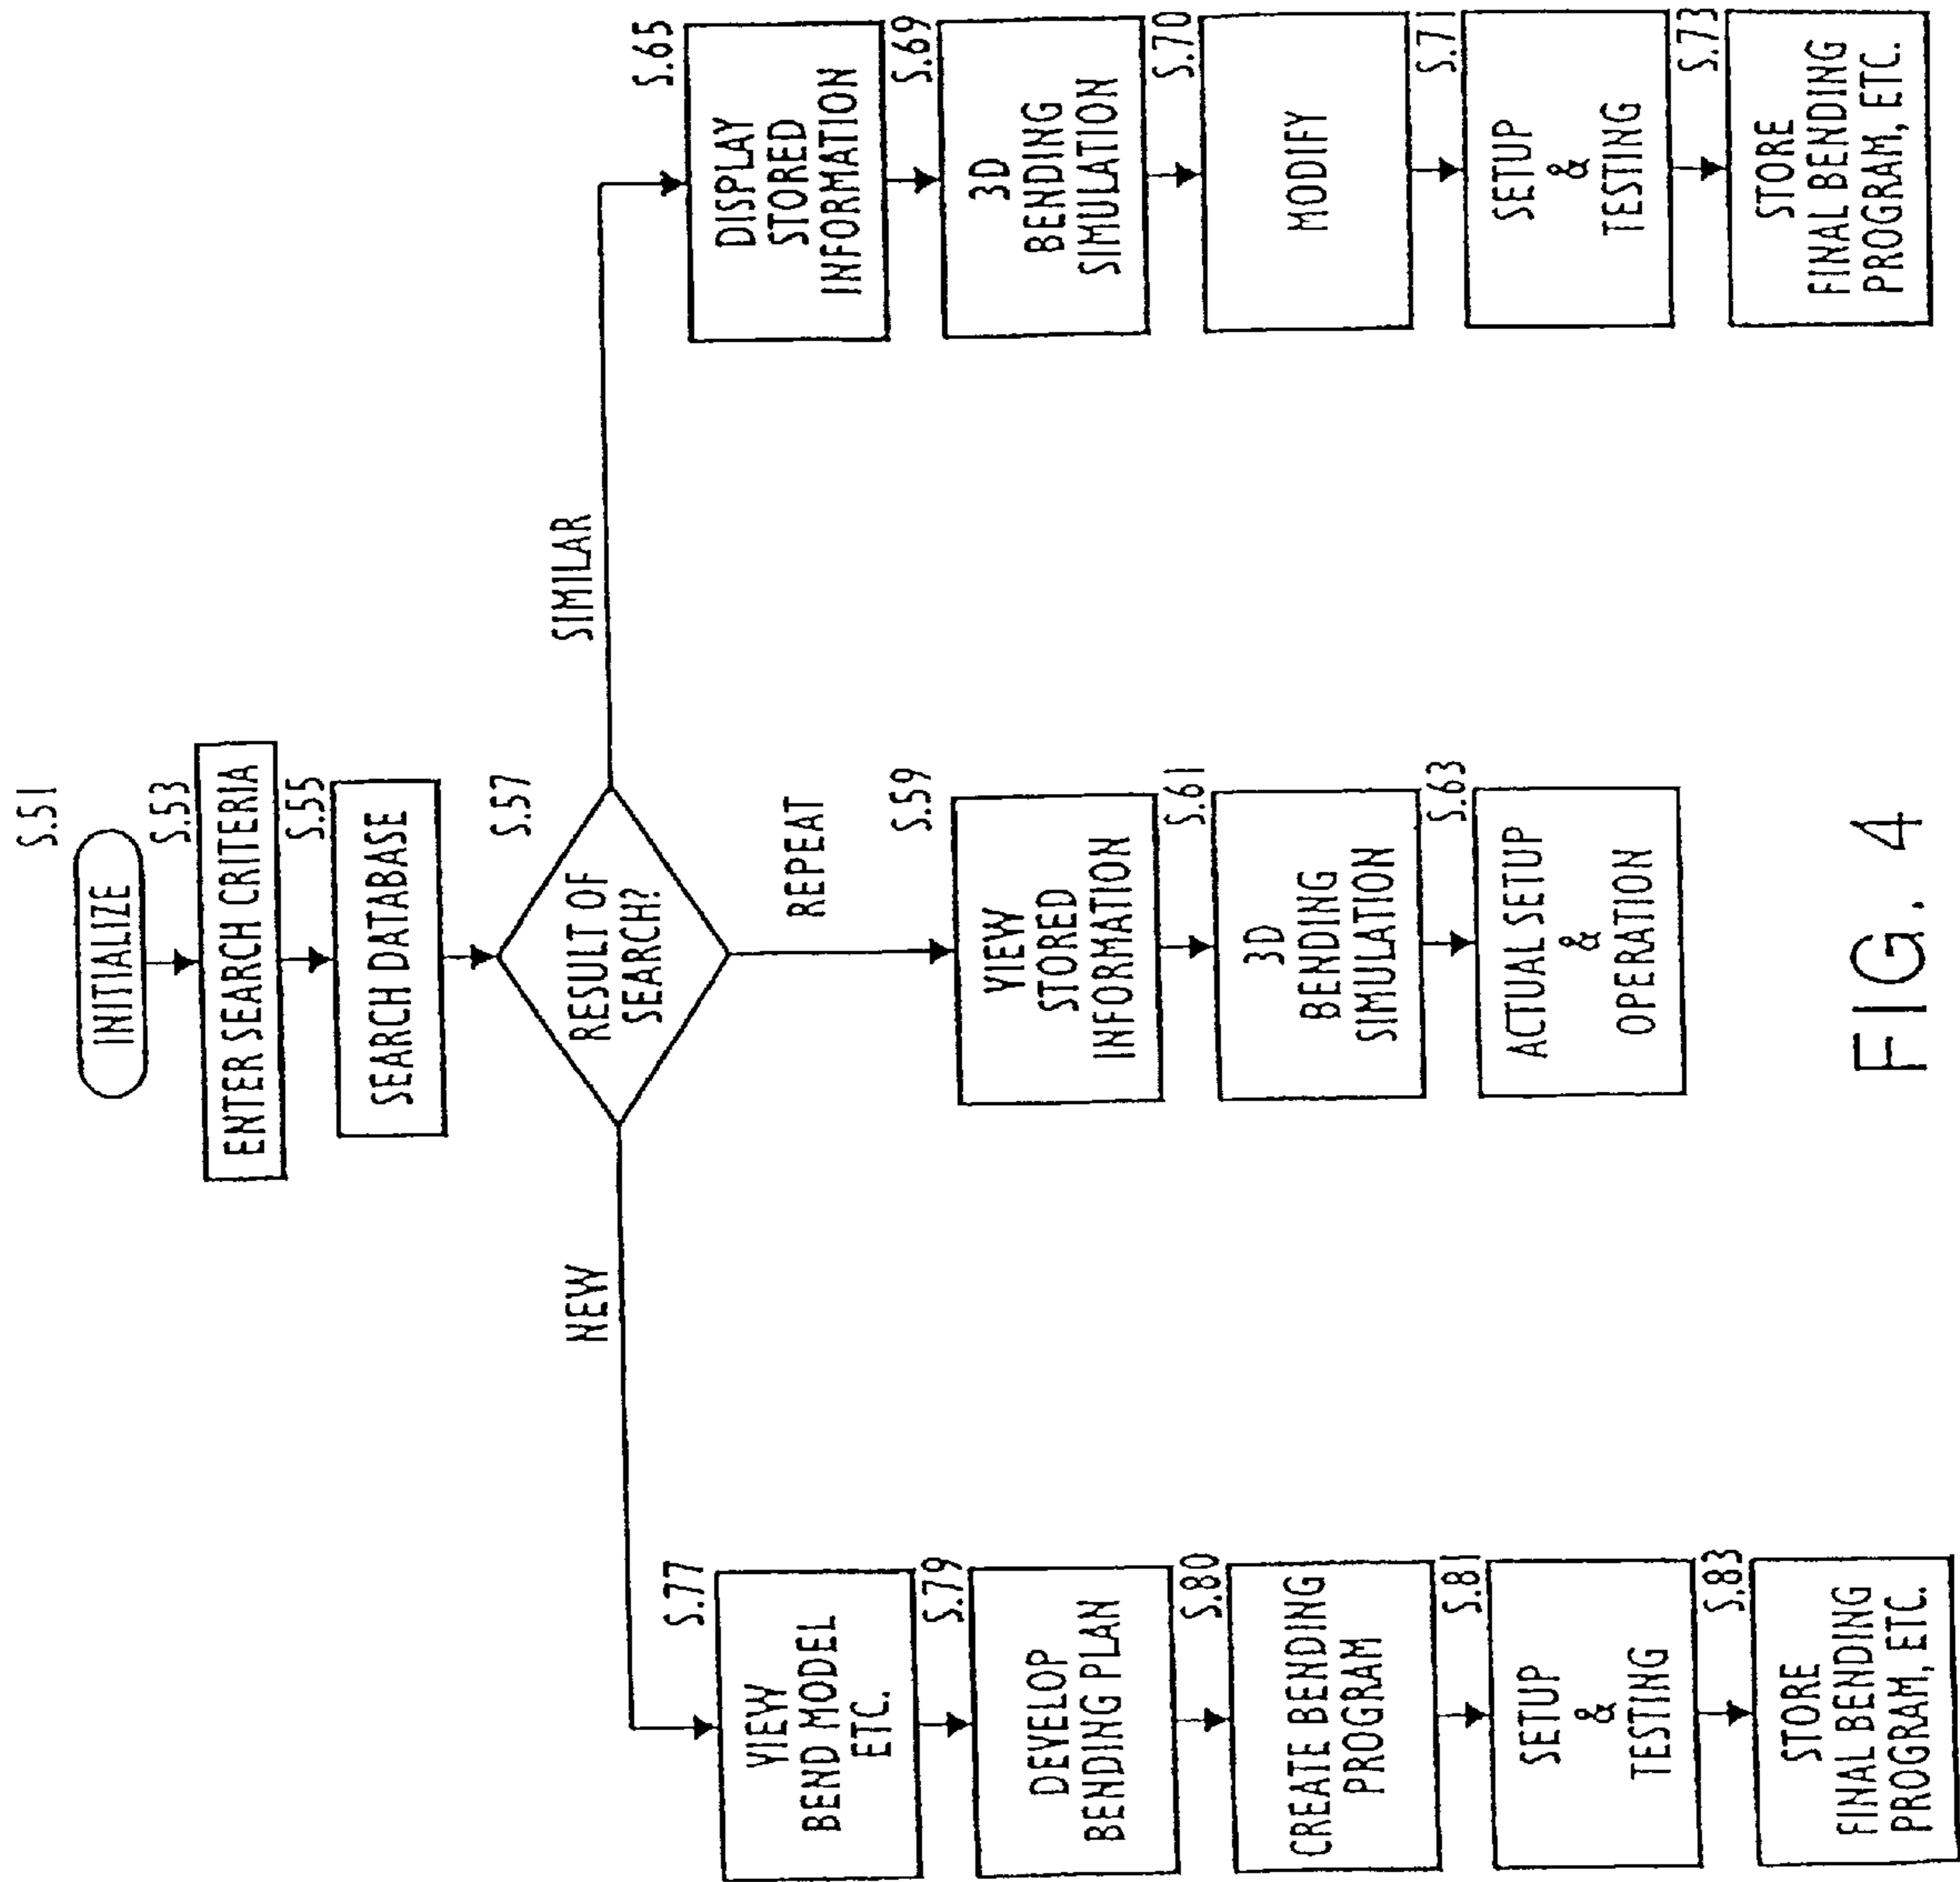 S.51
INITIALIZE
S.53
ENTER SEARCH CRITERIA
S.55
SEARCH DATABASE
S.57
RESULT OF
SEARCH?
NEW
REPEAT
SIMILAR
S.77
VIEW
BEND MODEL
ETC.
S.79
DEVELOP
BENDING PLAN
S.80
CREATE BENDING
PROGRAM
S.81
SETUP
&
TESTING
S.83
STORE
FINAL BENDING
PROGRAM, ETC.
S.59
VIEW
STORED
INFORMATION
S.61
3D
BENDING
SIMULATION
S.63
ACTUAL SETUP
&
OPERATION
S.65
DISPLAY
STORED
INFORMATION
S.69
3D
BENDING
SIMULATION
S.70
MODIFY
S.71
SETUP
&
TESTING
S.73
STORE
FINAL BENDING
PROGRAM, ETC.
FIG. 4